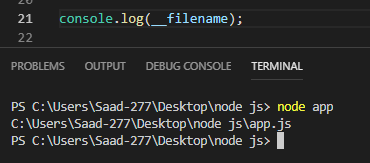 21 console.log(__filename);
22
PROBLEMS OUTPUT DEBUG CONSOLE TERMINAL
PS C:\Users\Saad-277\Desktop\node js> node app
C:\Users\Saad-277\Desktop\node js\app.js
PS C:\Users\Saad-277\Desktop\node js>